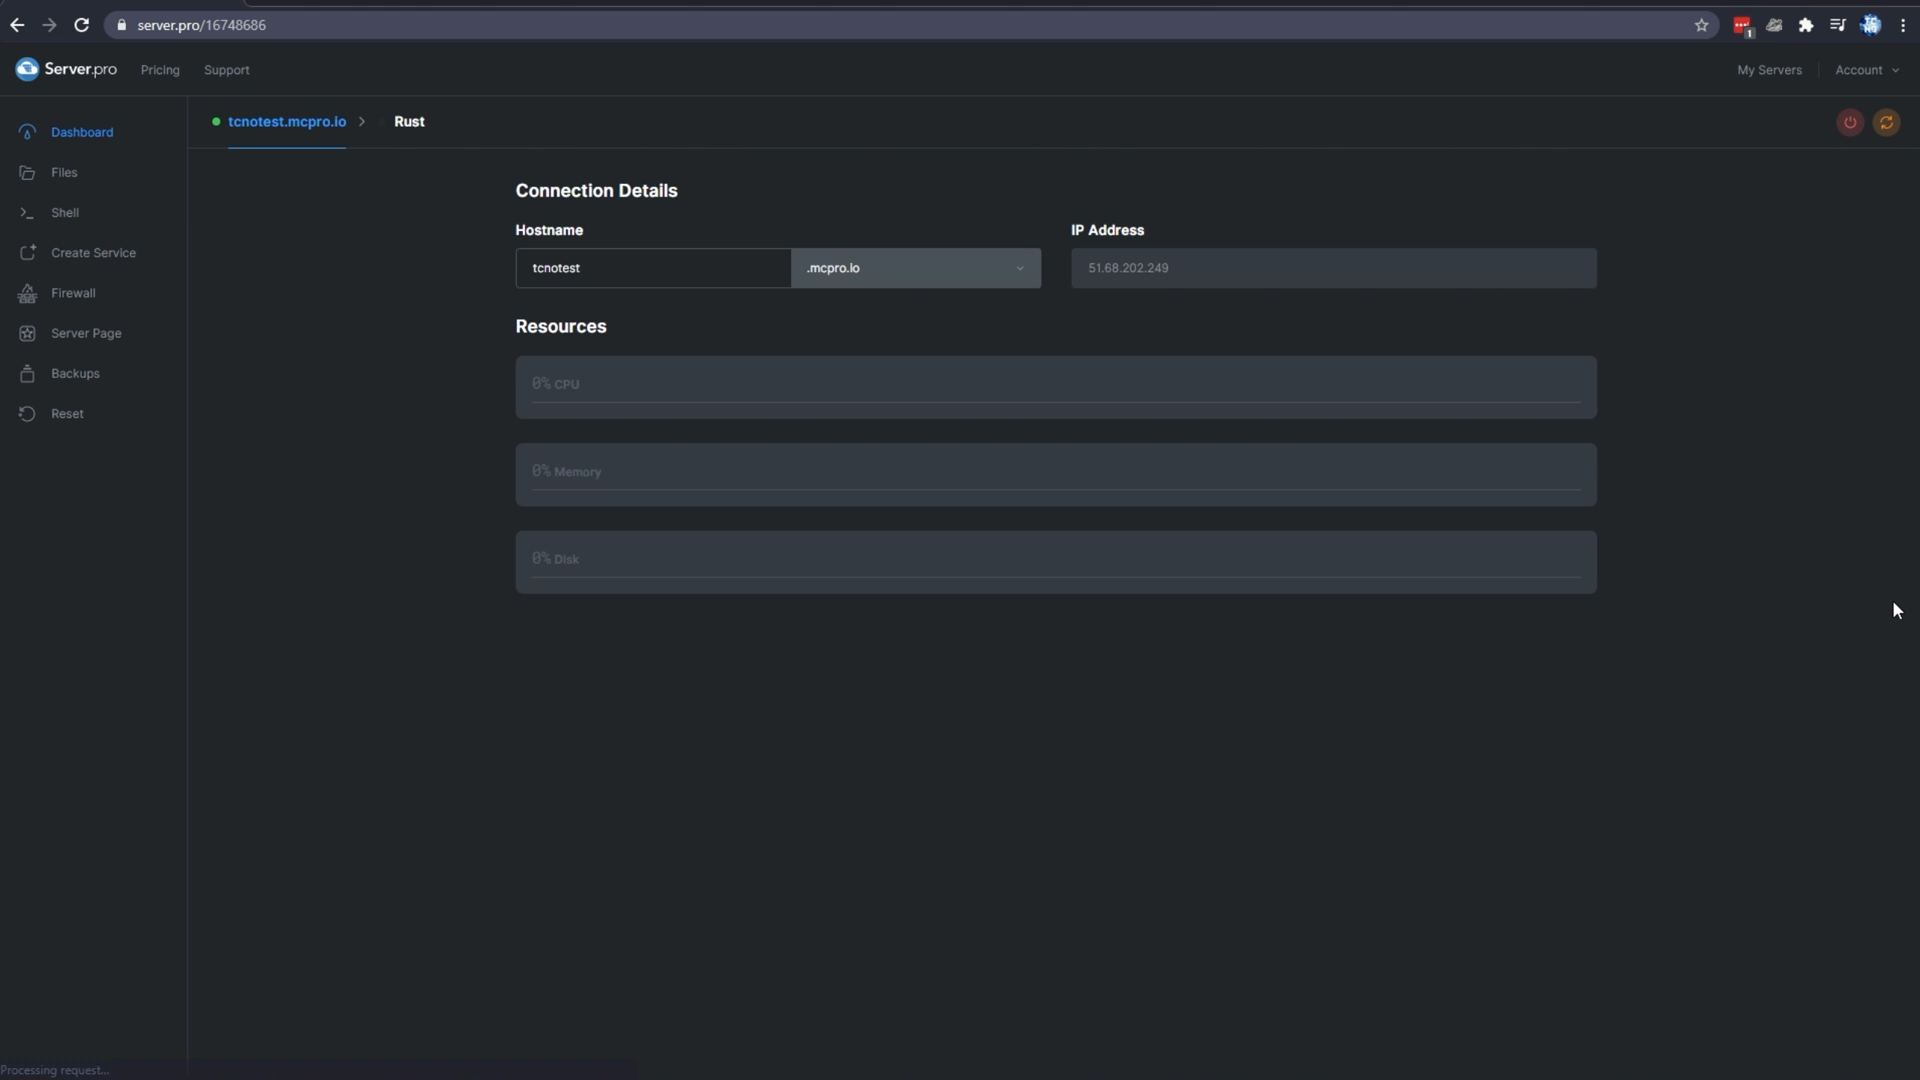 server.pro/16748686
1
Server.pro Pricing Support My Servers Account
tcnotest.mcpro.io > Rust
Dashboard
Files
Shell
Create Service
Firewall
Server Page
Backups
Reset
Connection Details
Hostname IP Address
tcnotest .mcpro.io 51.68.202.249
Resources
0% CPU
0% Memory
0% Disk
Processing request...